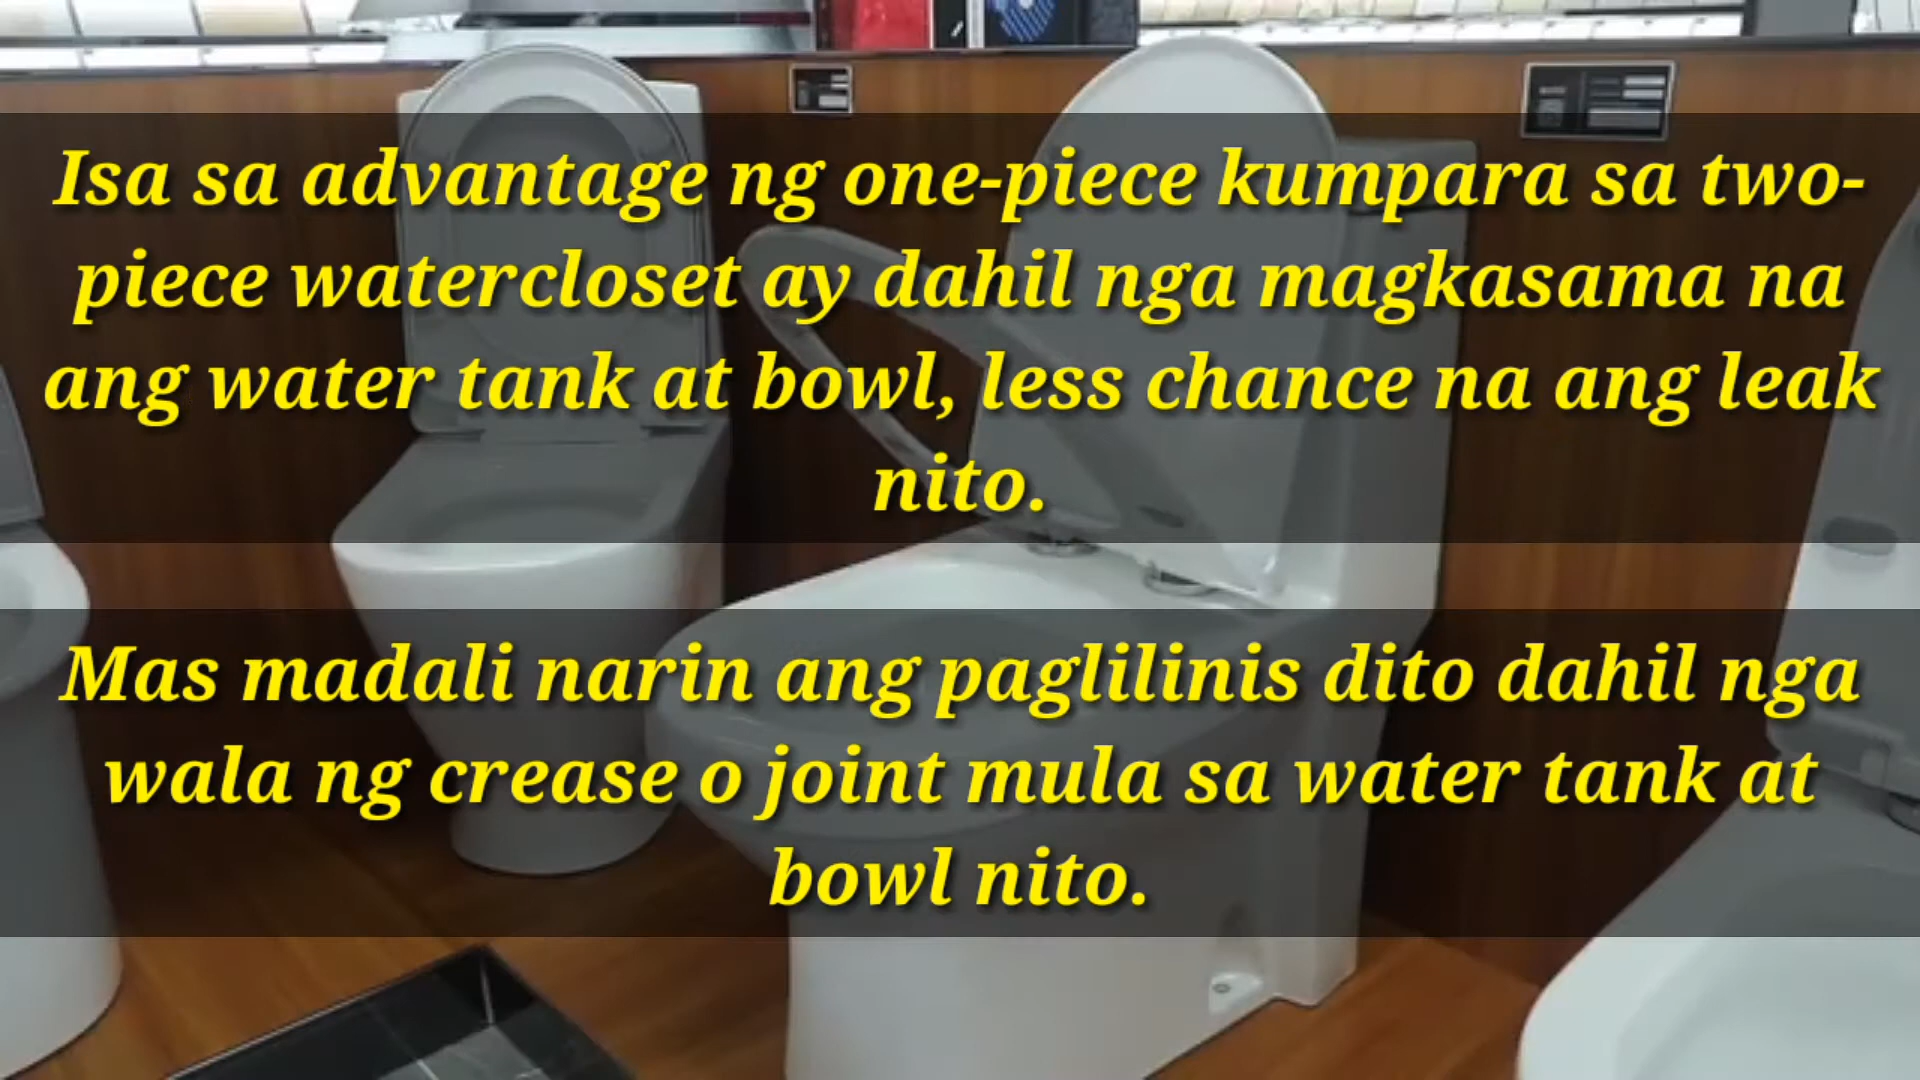 Isa sa advantage ng one-piece kumpara sa two-
piece watercloset ay dahil nga magkasama na
ang water tank at bowl, less chance na ang leak
nito.
Mas madali narin ang paglilinis dito dahil nga
wala ng crease o joint mula sa water tank at
bowl nito.